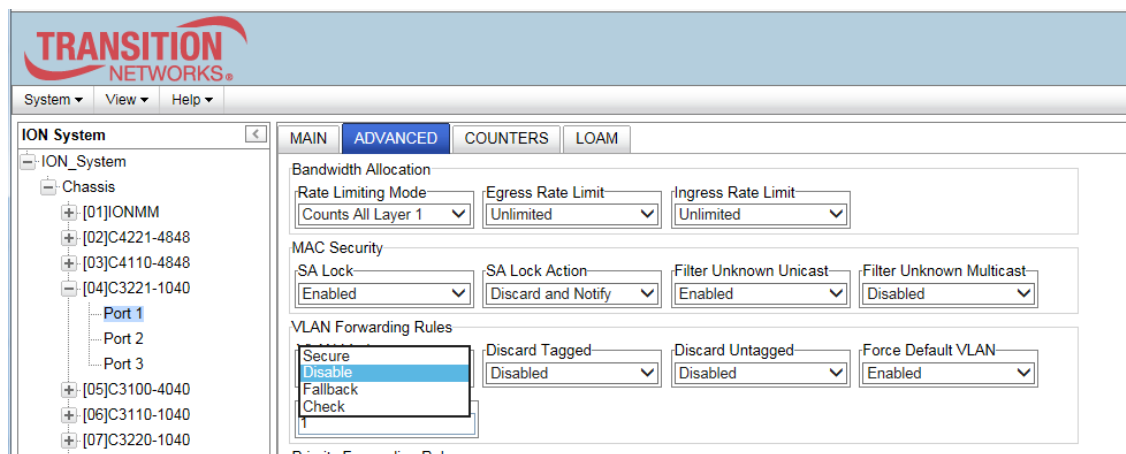 TRANSITION
NETWORKS®
System View Help
ION System
ION_System
Chassis
[01]IONMM
[02]C4221-4848
[03]C4110-4848
[04]C3221-1040
Port 1
Port 2
Port 3
[05]C3100-4040
[06]C3110-1040
[07]C3220-1040
MAIN ADVANCED COUNTERS LOAM
Bandwidth Allocation
Rate Limiting Mode Egress Rate Limit Ingress Rate Limit
Counts All Layer 1 Unlimited Unlimited
MAC Security
SA Lock SA Lock Action Filter Unknown Unicast Filter Unknown Multicast
Enabled Discard and Notify Enabled Disabled
VLAN Forwarding Rules
Discard Tagged Discard Untagged Force Default VLAN
Disabled Disabled Enabled
Secure
Disable
Fallback
Check
1